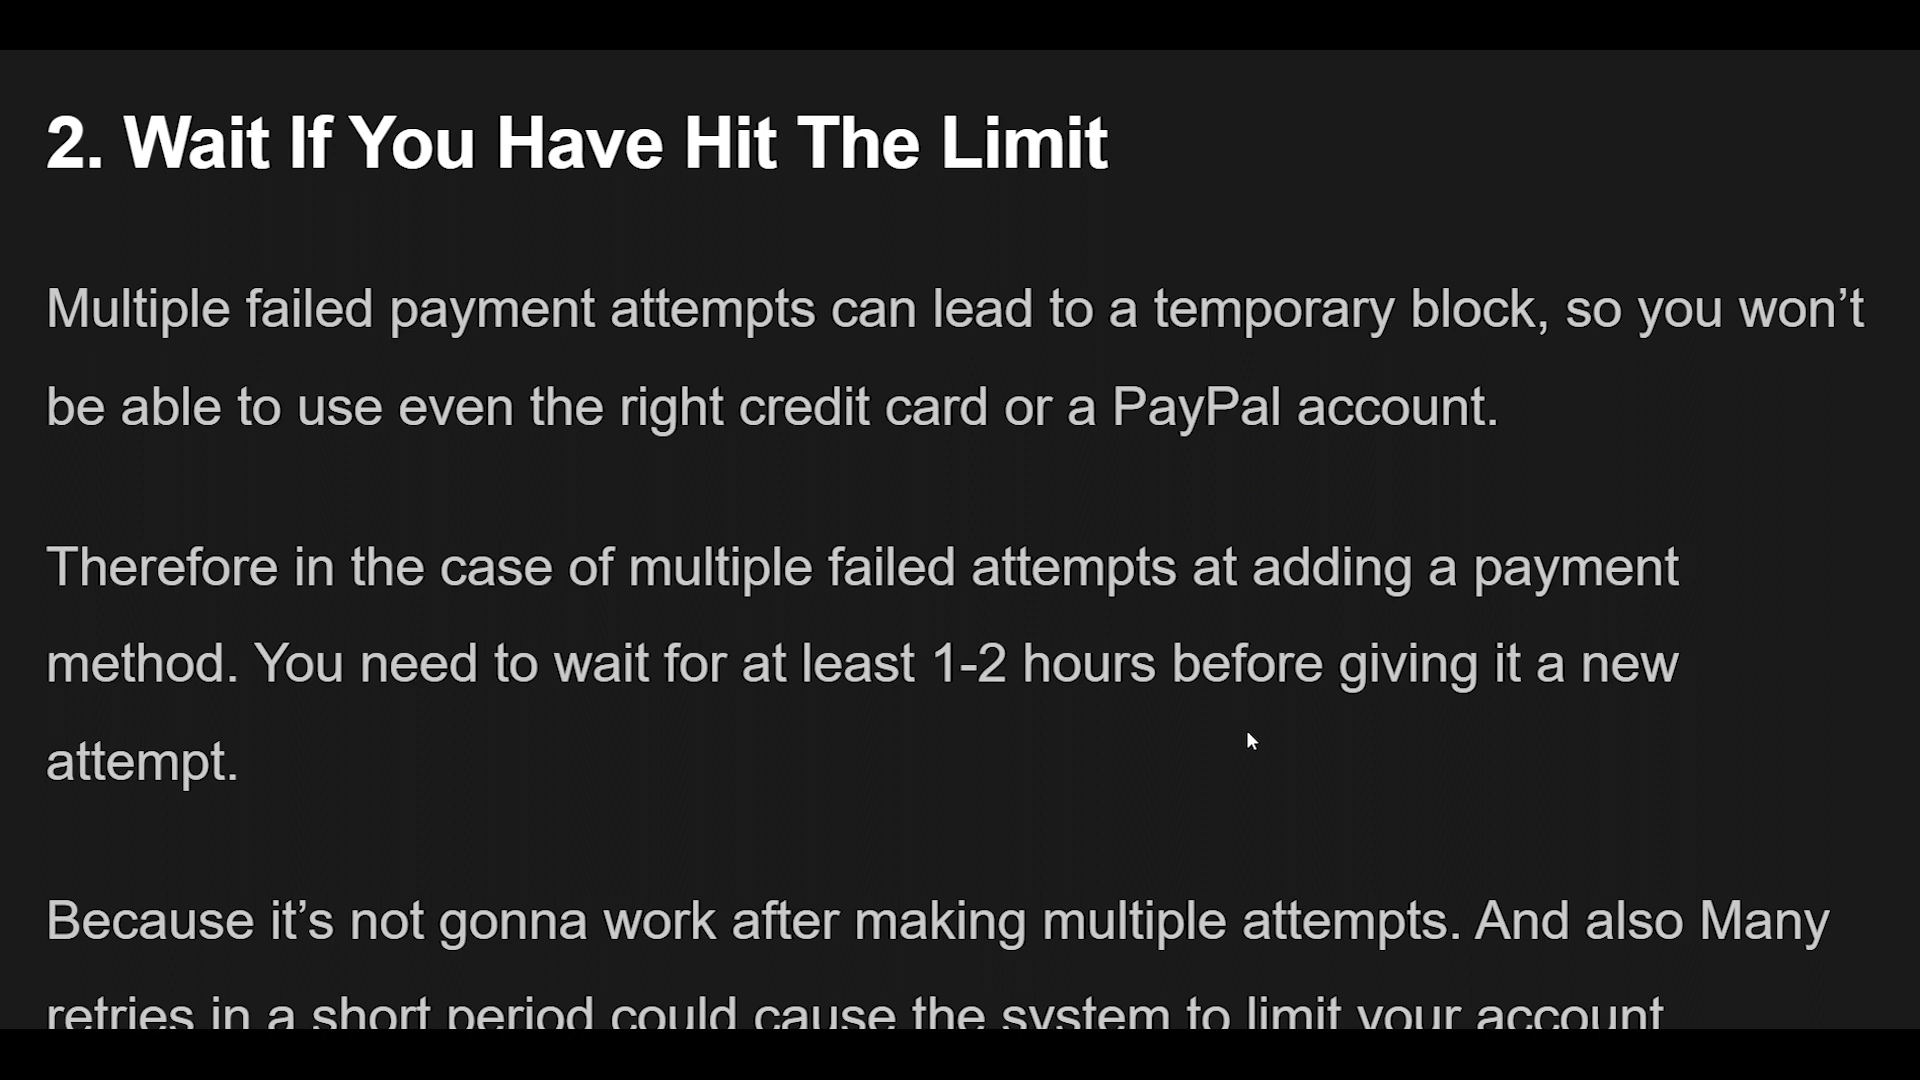 2. Wait If You Have Hit The Limit
Multiple failed payment attempts can lead to a temporary block, so you won’t
be able to use even the right credit card or a PayPal account.
Therefore in the case of multiple failed attempts at adding a payment
method. You need to wait for at least 1-2 hours before giving it a new
attempt.
Because it’s not gonna work after making multiple attempts. And also Many
retries in a short period could cause the system to limit your account